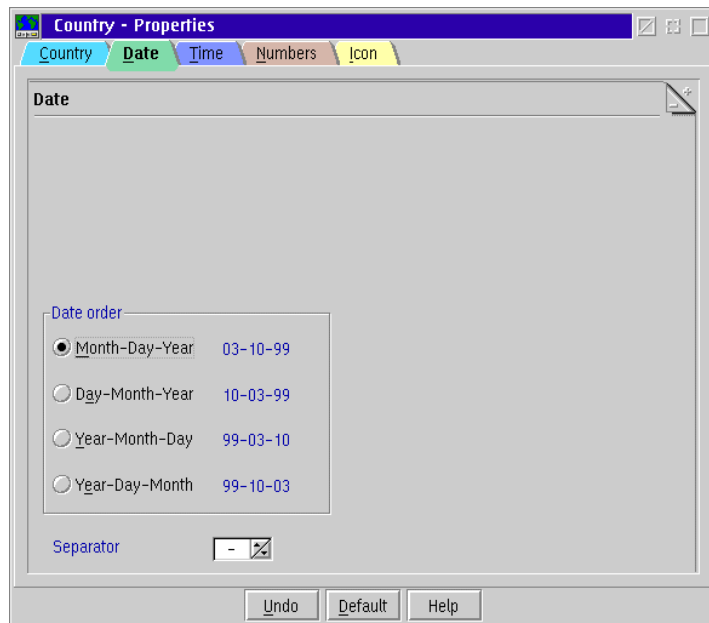 Country - Properties
Country Date Time Numbers Icon
Date
Date order
Month-Day-Year 03-10-99
Day-Month-Year 10-03-99
Year-Month-Day 99-03-10
Year-Day-Month 99-10-03
Separator -
Undo Default Help